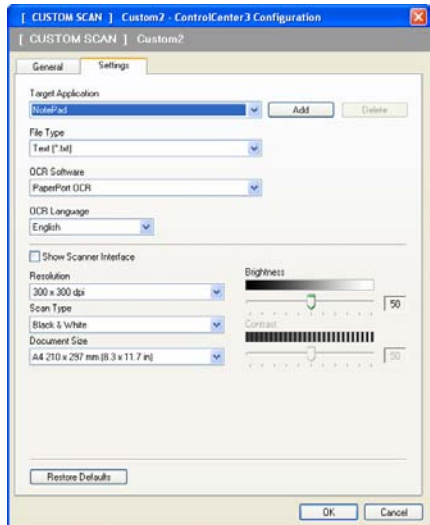 [ CUSTOM SCAN ] Custom2 - ControlCenter3 Configuration
[ CUSTOM SCAN ] Custom2
General Settings
Target Application
NotePad Add Delete
File Type
Text (*.txt)
OCR Software
PaperPort OCR
OCR Language
English
Show Scanner Interface
Resolution Brightness
300 x 300 dpi
50
Scan Type
Black & White Contrast
Document Size
A4 210 x 297 mm (8.3 x 11.7 in) 50
Restore Defaults
OK Cancel